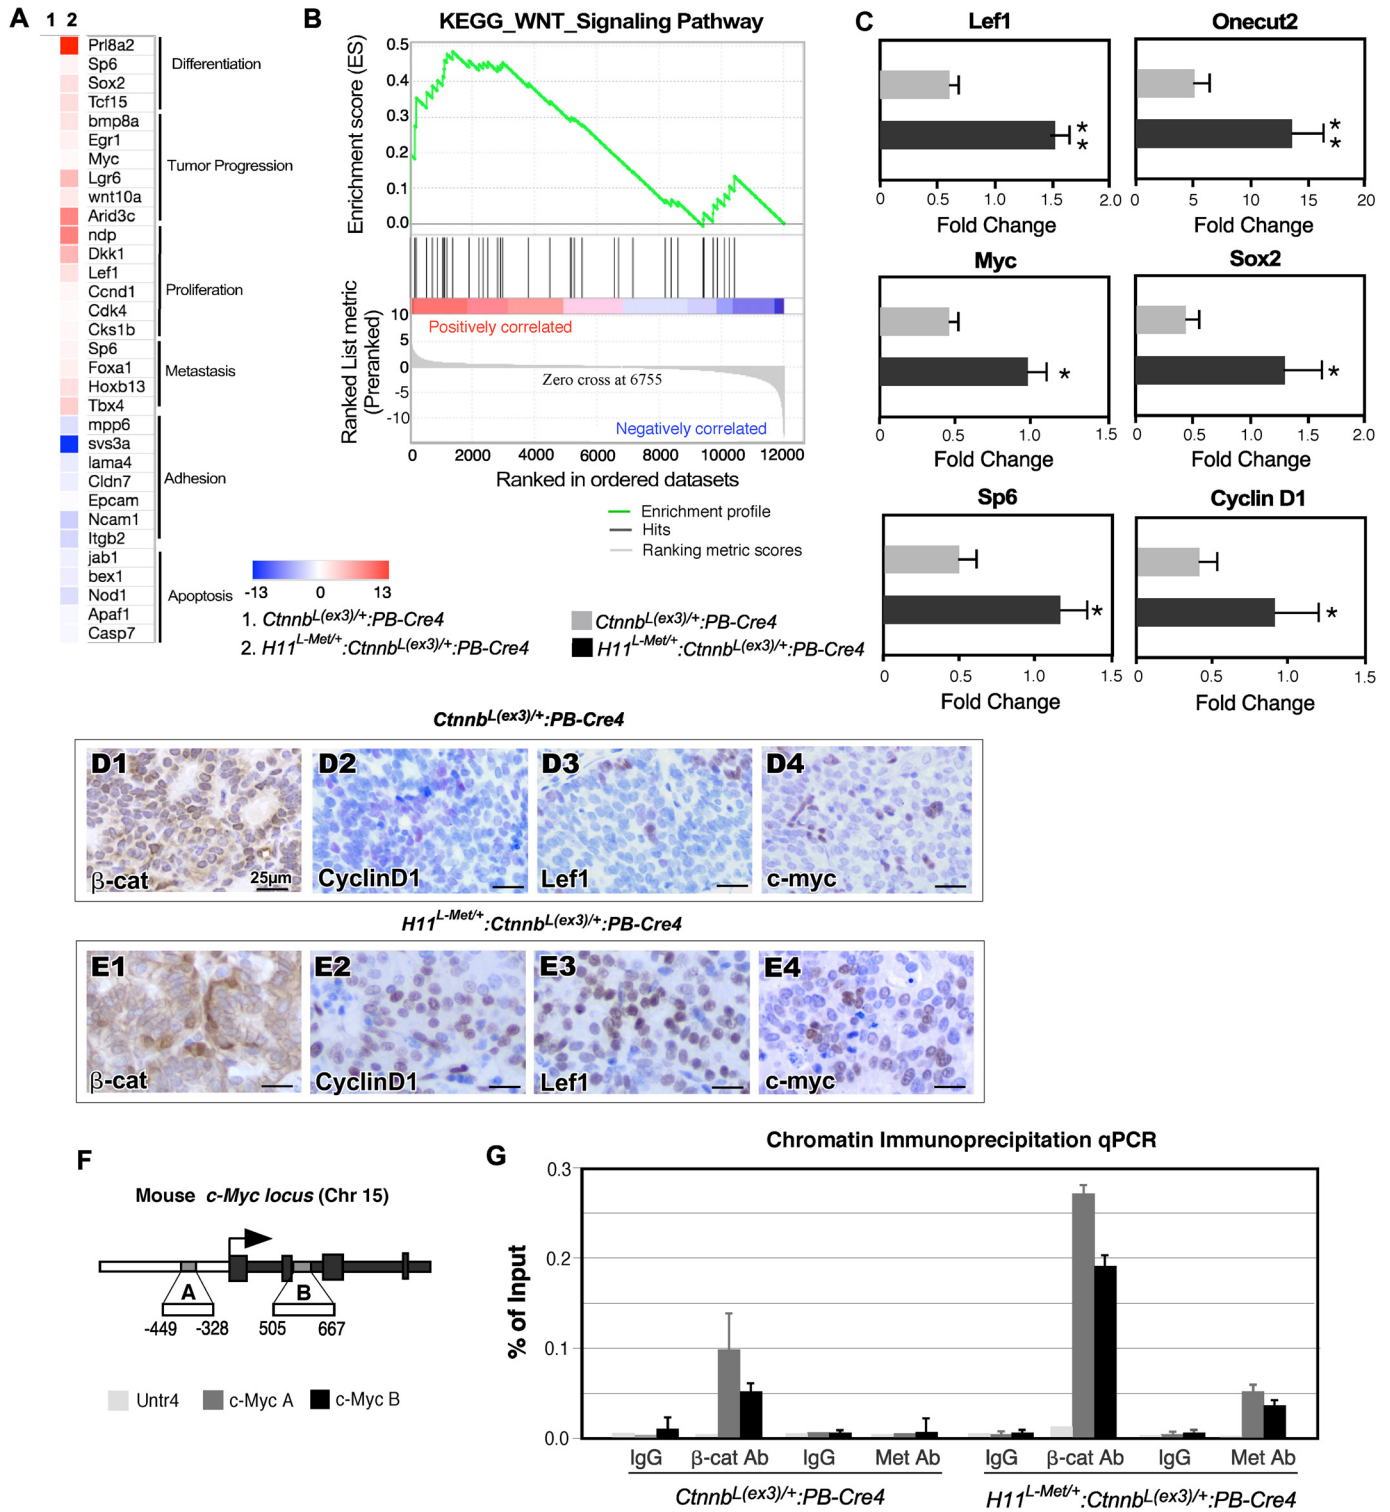 A
1 2
Prl8a2
Sp6
Sox2
Tcf15
Differentiation
bmp8a
Egr1
Myc
Lgr6
wnt10a
Arid3c
Tumor Progression
ndp
Dkk1
Lef1
Ccnd1
Cdk4
Cks1b
Proliferation
Sp6
Foxa1
Hoxb13
Tbx4
Metastasis
mpp6
svs3a
lama4
Cldn7
Epcam
Ncam1
Itgb2
Adhesion
jab1
bex1
Nod1
Apaf1
Casp7
Apoptosis
-13 0 13
1. Ctnnb^L(ex3)/+:PB-Cre4
2. H11^L-Met/+:Ctnnb^L(ex3)/+:PB-Cre4
B
KEGG_WNT_Signaling Pathway
Enrichment score (ES)
0.5
0.4
0.3
0.2
0.1
0.0
Ranked List metric
(Preranked)
10
5
0
-5
-10
Positively correlated
Zero cross at 6755
Negatively correlated
0 2000 4000 6000 8000 10000 12000
Ranked in ordered datasets
Enrichment profile
Hits
Ranking metric scores
Ctnnb^L(ex3)/+:PB-Cre4
H11^L-Met/+:Ctnnb^L(ex3)/+:PB-Cre4
C
Lef1
* *
0 0.5 1.0 1.5 2.0
Fold Change
Onecut2
* *
0 5 10 15 20
Fold Change
Myc
*
0 0.5 1.0 1.5
Fold Change
Sox2
*
0 0.5 1.0 1.5 2.0
Fold Change
Sp6
*
0 0.5 1.0 1.5
Fold Change
Cyclin D1
*
0 0.5 1.0 1.5
Fold Change
Ctnnb^L(ex3)/+:PB-Cre4
D1
β-cat
25μm
D2
CyclinD1
D3
Lef1
D4
c-myc
H11^L-Met/+:Ctnnb^L(ex3)/+:PB-Cre4
E1
β-cat
E2
CyclinD1
E3
Lef1
E4
c-myc
F
Mouse c-Myc locus (Chr 15)
A B
-449 -328 505 667
Untr4 c-Myc A c-Myc B
G
Chromatin Immunoprecipitation qPCR
% of Input
0.3
0.2
0.1
0.0
IgG β-cat Ab IgG Met Ab IgG β-cat Ab IgG Met Ab
Ctnnb^L(ex3)/+:PB-Cre4 H11^L-Met/+:Ctnnb^L(ex3)/+:PB-Cre4